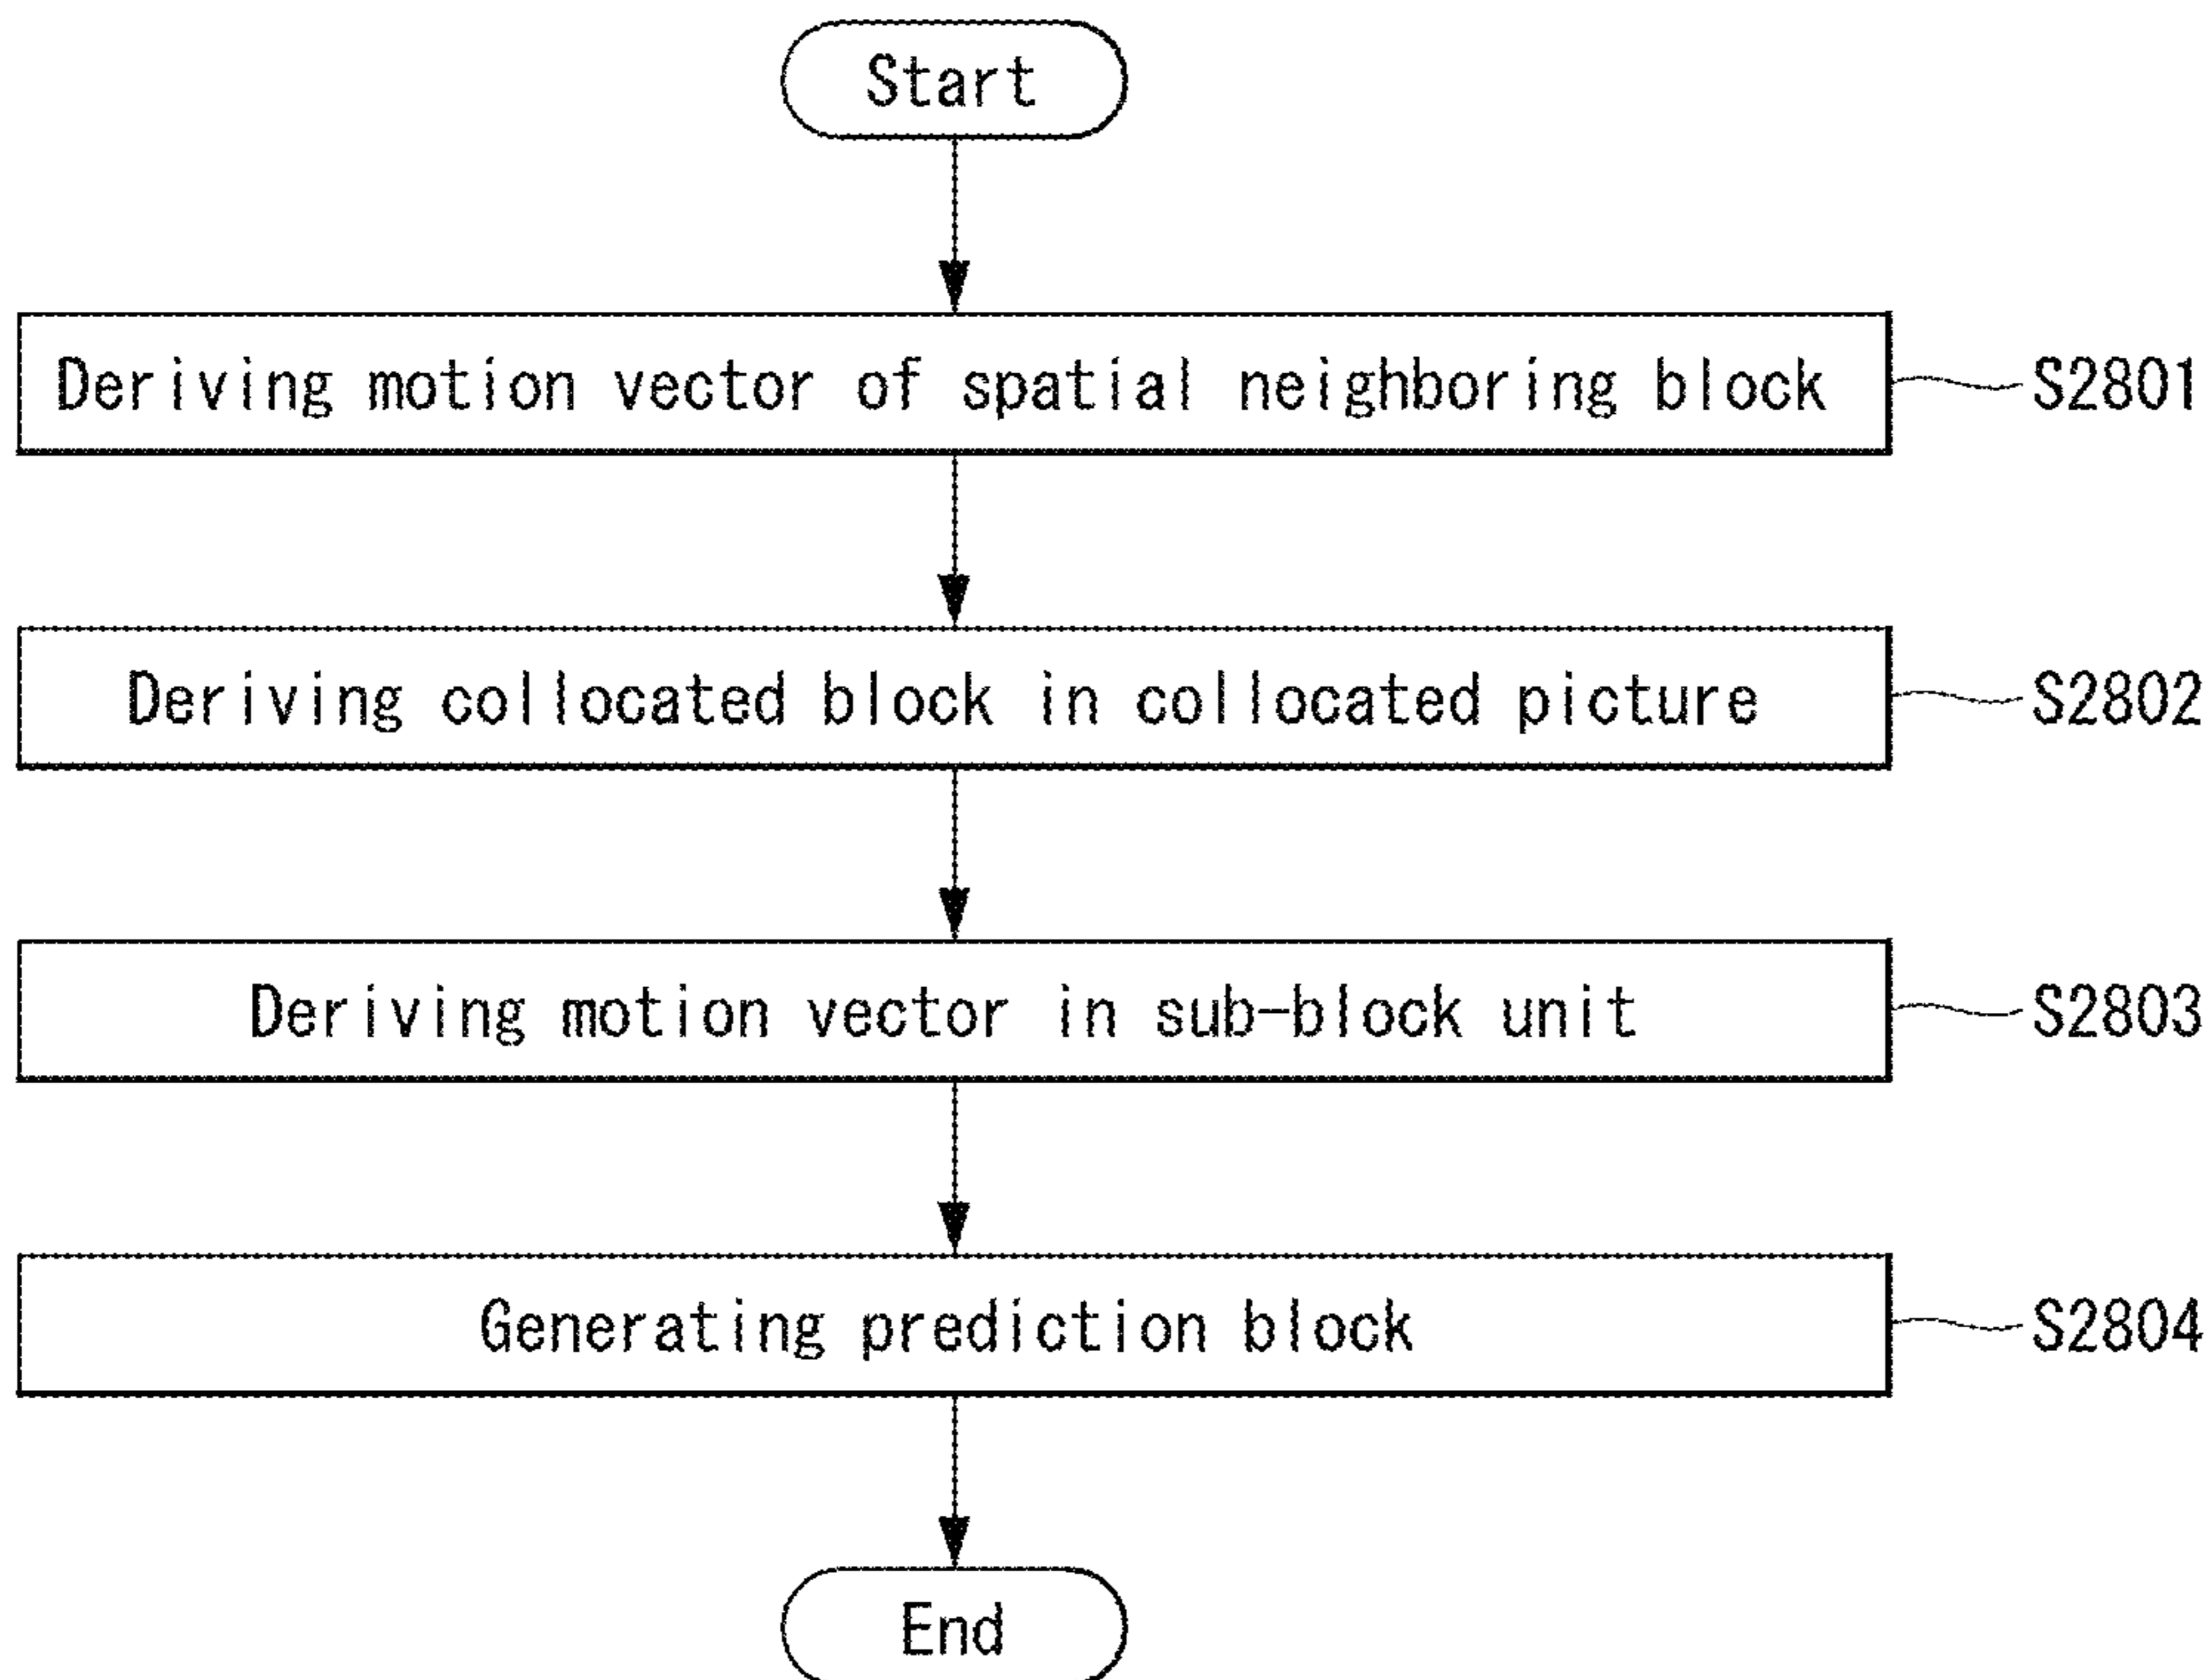 Start
Deriving motion vector of spatial neighboring block
S2801
Deriving collocated block in collocated picture
S2802
Deriving motion vector in sub-block unit
S2803
Generating prediction block
S2804
End